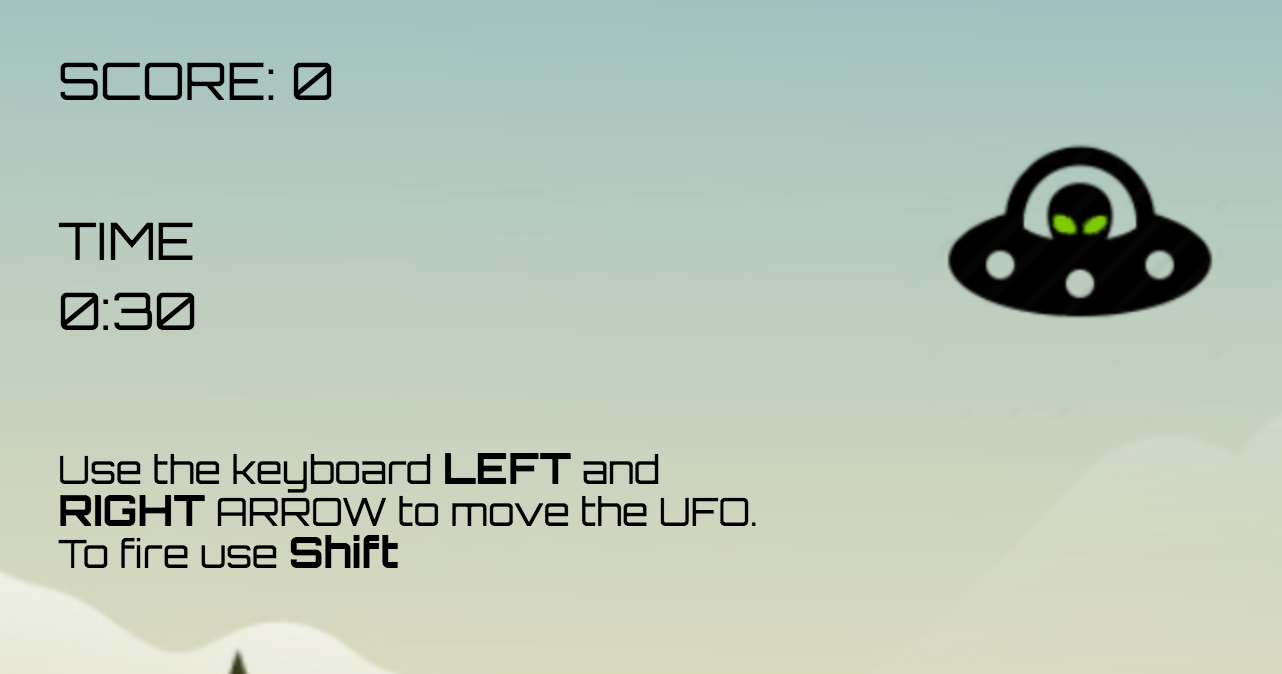 SCORE: 0
TIME
0:30
Use the keyboard LEFT and
RIGHT ARROW to move the UFO.
To fire use Shift